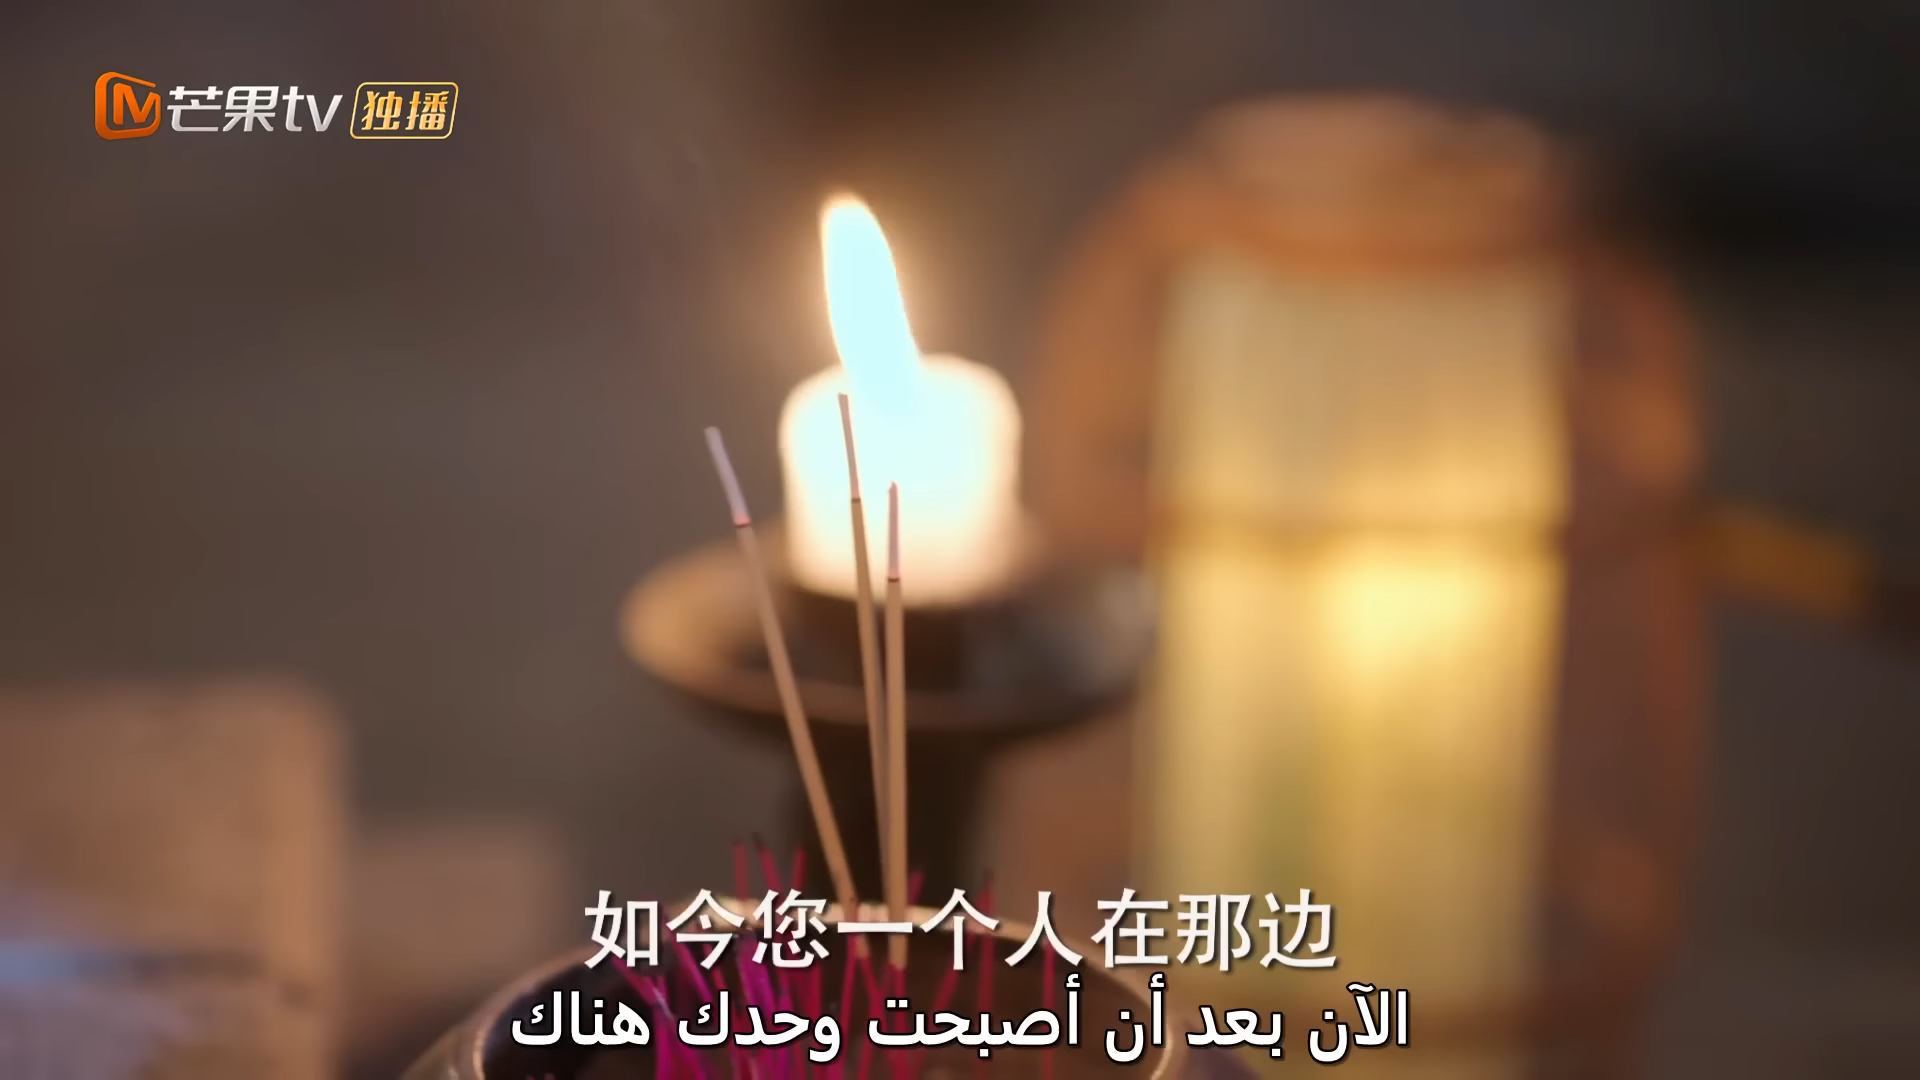 芒果tv 独播
如今您一个人在那边
الآن بعد أن أصبحت وحدك هناك